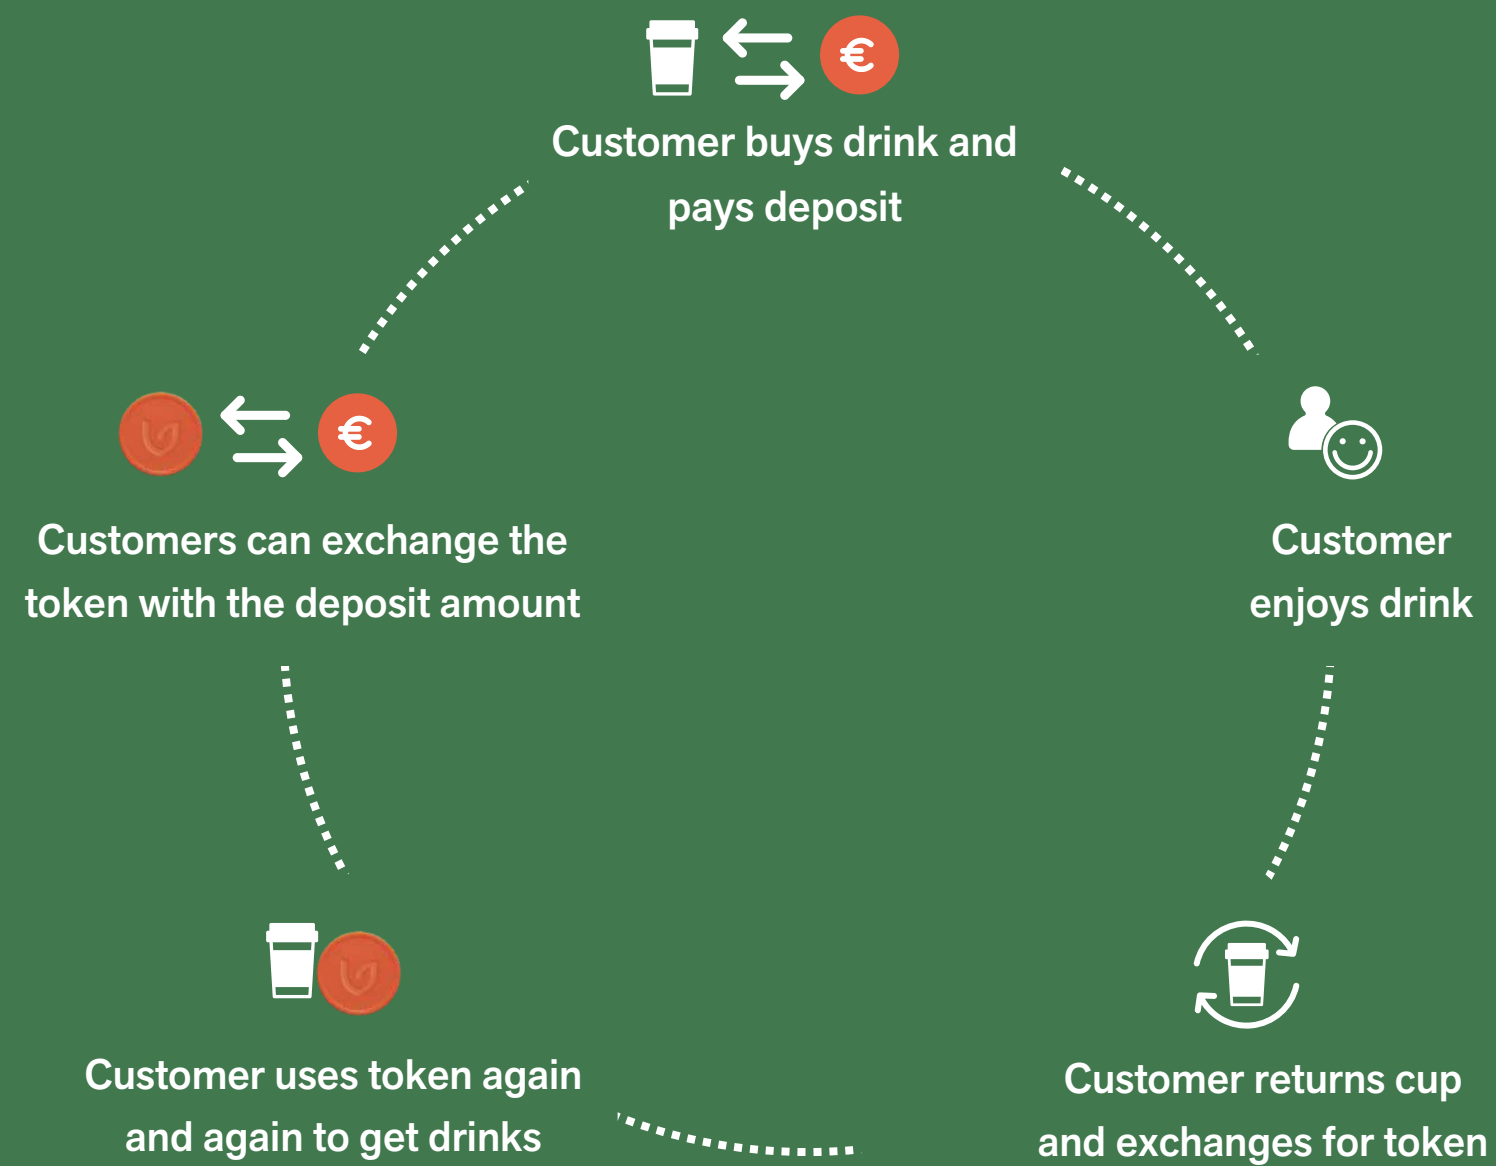 Customer buys drink and
pays deposit
Customer
enjoys drink
Customer returns cup
and exchanges for token
Customer uses token again
and again to get drinks
Customers can exchange the
token with the deposit amount